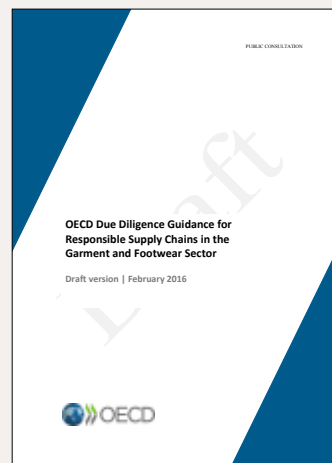 PUBLIC CONSULTATION
Draft
OECD Due Diligence Guidance for
Responsible Supply Chains in the
Garment and Footwear Sector
Draft version | February 2016
OECD